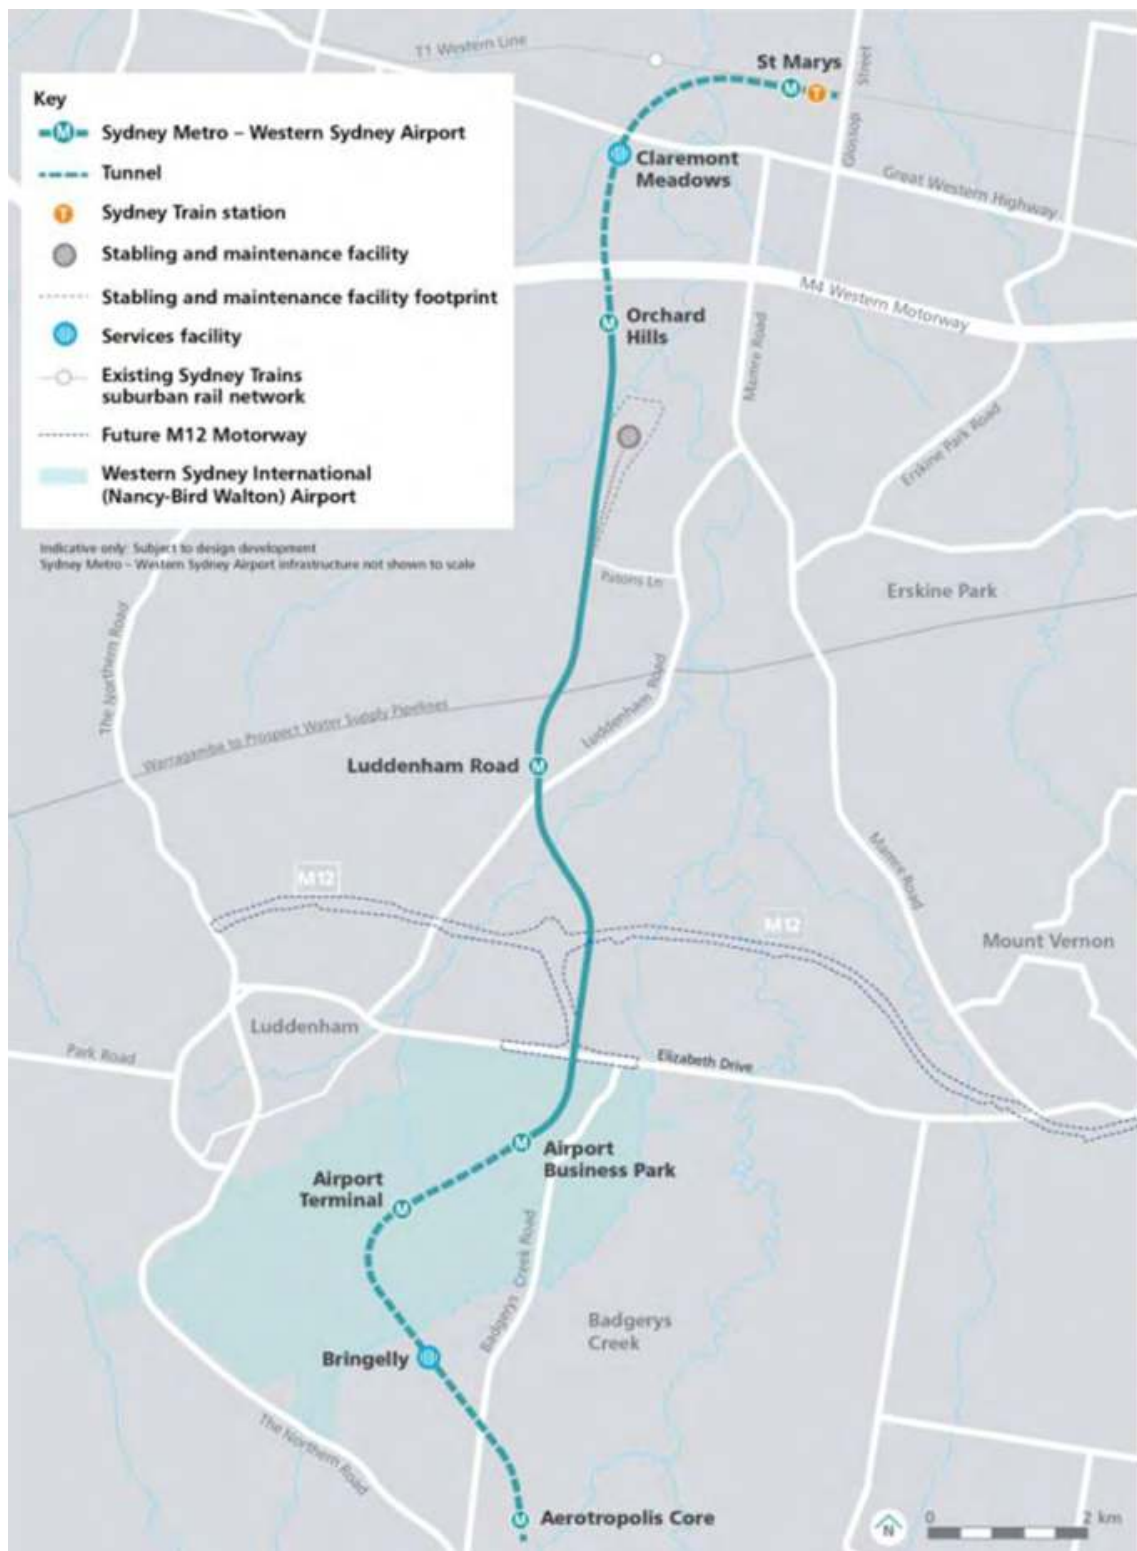 T1 Western Line
St Marys
Glossop Street
Key
M Sydney Metro – Western Sydney Airport
Tunnel
T Sydney Train station
Stabling and maintenance facility
Stabling and maintenance facility footprint
Services facility
Existing Sydney Trains
suburban rail network
Future M12 Motorway
Western Sydney International
(Nancy-Bird Walton) Airport
Indicative only: Subject to design development
Sydney Metro – Western Sydney Airport infrastructure not shown to scale
M T
Claremont
Meadows
Great Western Highway
M4 Western Motorway
M
Orchard
Hills
Mamre Road
Erskine Park Road
Patons Ln
Erskine Park
The Northern Road
Luddenham Road
Warragamba to Prospect Water Supply Pipelines
Luddenham Road M
Mamre Road
M12
M12
Mount Vernon
Luddenham
Park Road
Elizabeth Drive
M
Airport
Business Park
Airport
Terminal
M
Badgerys Creek Road
Badgerys
Creek
Bringelly
The Northern Road
M Aerotropolis Core
N
0 2 km